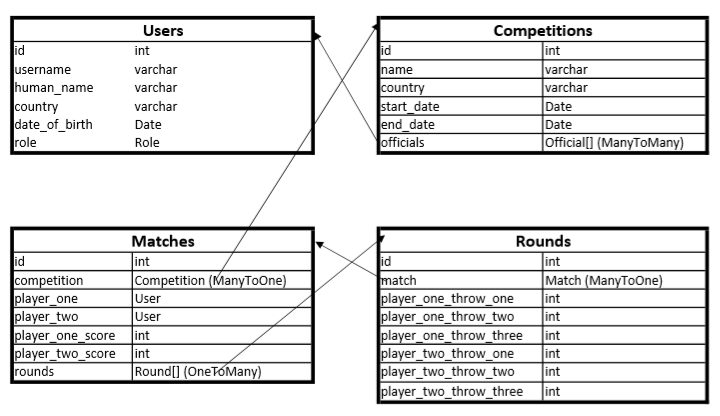 Users
id int
username varchar
human_name varchar
country varchar
date_of_birth Date
role Role
Competitions
id int
name varchar
country varchar
start_date Date
end_date Date
officials Official[] (ManyToMany)
Matches
id int
competition Competition (ManyToOne)
player_one User
player_two User
player_one_score int
player_two_score int
rounds Round[] (OneToMany)
Rounds
id int
match Match (ManyToOne)
player_one_throw_one int
player_one_throw_two int
player_one_throw_three int
player_two_throw_one int
player_two_throw_two int
player_two_throw_three int